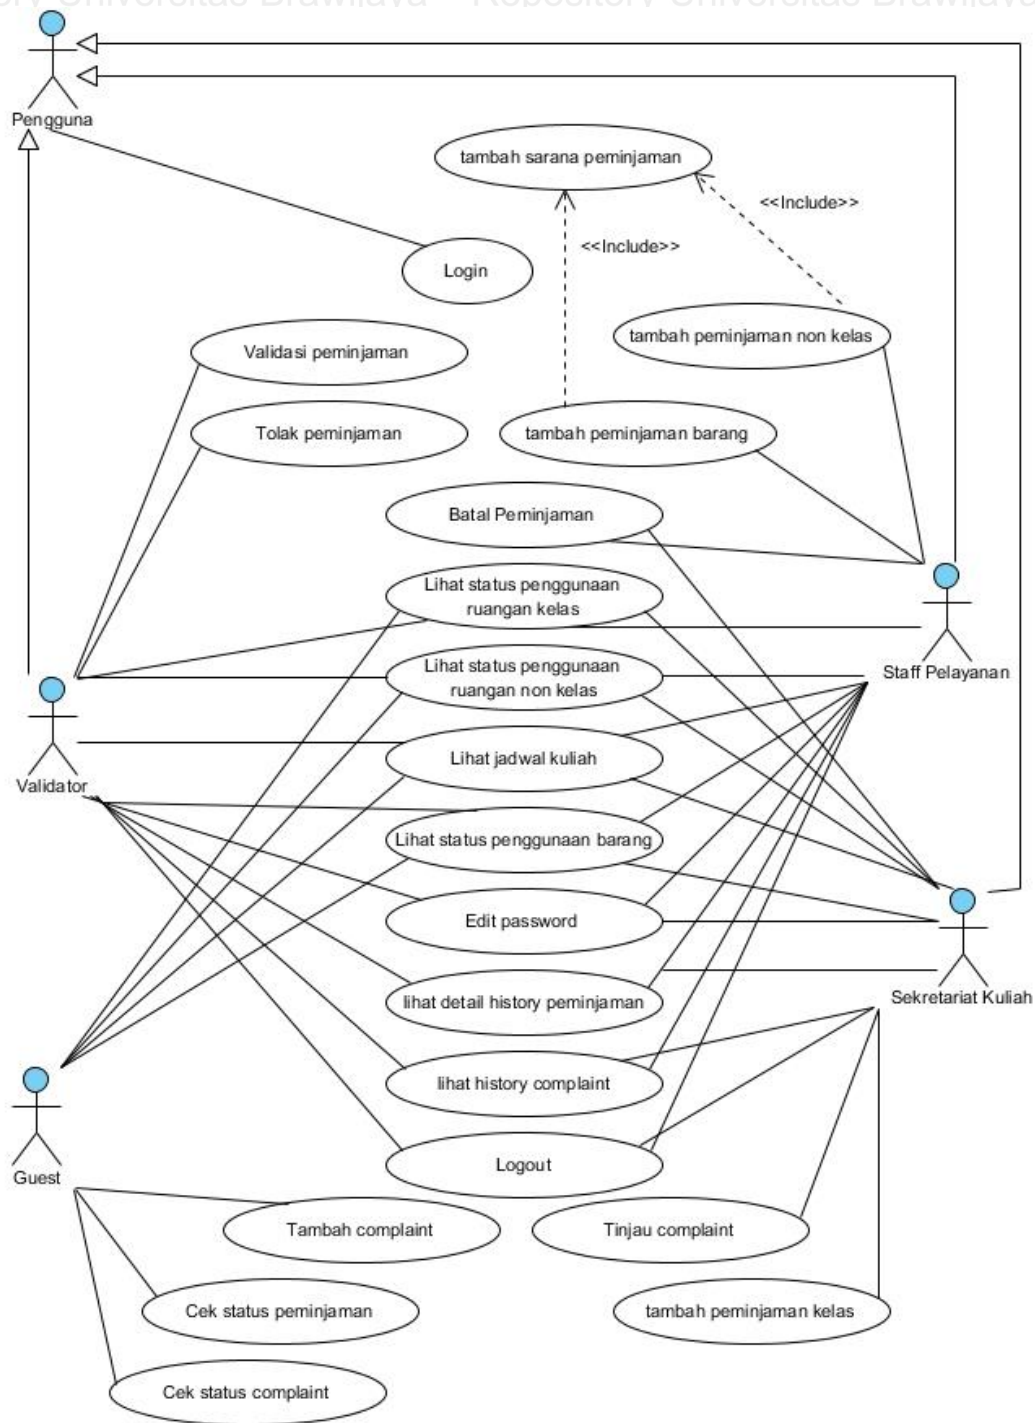 Repository Universitas Brawijaya
Pengguna
tambah sarana peminjaman
<<Include>>
<<Include>>
Login
tambah peminjaman non kelas
Validasi peminjaman
Tolak peminjaman
tambah peminjaman barang
Batal Peminjaman
Lihat status penggunaan
ruangan kelas
Lihat status penggunaan
ruangan non kelas
Staff Pelayanan
Lihat jadwal kuliah
Validator
Lihat status penggunaan barang
Edit password
lihat detail history peminjaman
Sekretariat Kuliah
lihat history complaint
Logout
Guest
Tambah complaint
Tinjau complaint
Cek status peminjaman
tambah peminjaman kelas
Cek status complaint